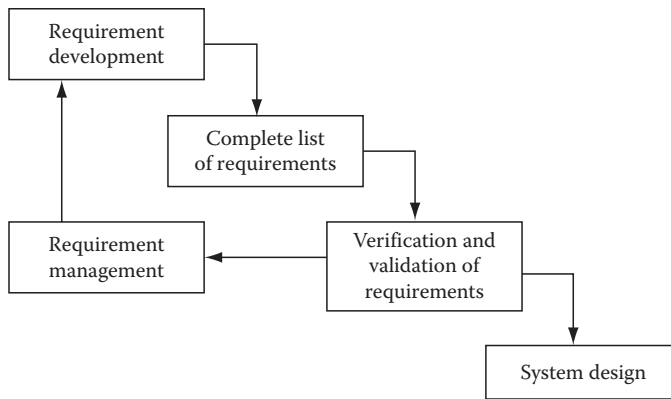 Requirement
development
Complete list
of requirements
Requirement
management
Verification and
validation of
requirements
System design